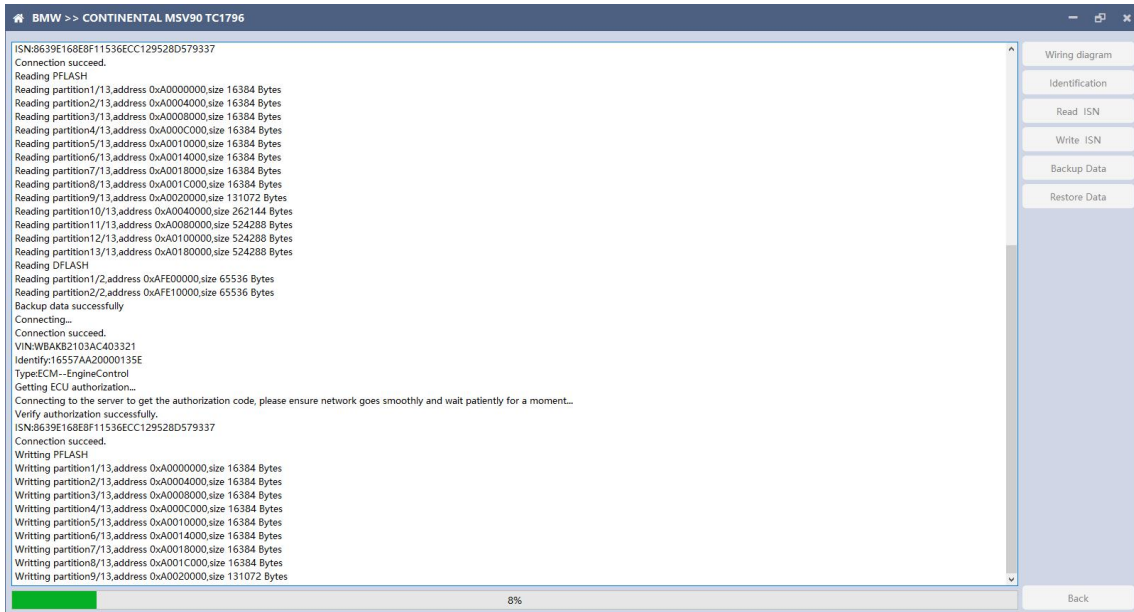 BMW >> CONTINENTAL MSV90 TC1796
ISN:8639E168E8F11536ECC129528D579337
Connection succeed.
Reading PFLASH
Reading partition1/13,address 0xA0000000,size 16384 Bytes
Reading partition2/13,address 0xA0004000,size 16384 Bytes
Reading partition3/13,address 0xA0008000,size 16384 Bytes
Reading partition4/13,address 0xA000C000,size 16384 Bytes
Reading partition5/13,address 0xA0010000,size 16384 Bytes
Reading partition6/13,address 0xA0014000,size 16384 Bytes
Reading partition7/13,address 0xA0018000,size 16384 Bytes
Reading partition8/13,address 0xA001C000,size 16384 Bytes
Reading partition9/13,address 0xA0020000,size 131072 Bytes
Reading partition10/13,address 0xA0040000,size 262144 Bytes
Reading partition11/13,address 0xA0080000,size 524288 Bytes
Reading partition12/13,address 0xA0100000,size 524288 Bytes
Reading partition13/13,address 0xA0180000,size 524288 Bytes
Reading DFLASH
Reading partition1/2,address 0xAFE00000,size 65536 Bytes
Reading partition2/2,address 0xAFE10000,size 65536 Bytes
Backup data successfully
Connecting...
Connection succeed.
VIN:WBAKB2103AC403321
Identify:16557AA20000135E
Type:ECM--EngineControl
Getting ECU authorization...
Connecting to the server to get the authorization code, please ensure network goes smoothly and wait patiently for a moment...
Verify authorization successfully.
ISN:8639E168E8F11536ECC129528D579337
Connection succeed.
Writting PFLASH
Writting partition1/13,address 0xA0000000,size 16384 Bytes
Writting partition2/13,address 0xA0004000,size 16384 Bytes
Writting partition3/13,address 0xA0008000,size 16384 Bytes
Writting partition4/13,address 0xA000C000,size 16384 Bytes
Writting partition5/13,address 0xA0010000,size 16384 Bytes
Writting partition6/13,address 0xA0014000,size 16384 Bytes
Writting partition7/13,address 0xA0018000,size 16384 Bytes
Writting partition8/13,address 0xA001C000,size 16384 Bytes
Writting partition9/13,address 0xA0020000,size 131072 Bytes
8%
Wiring diagram
Identification
Read ISN
Write ISN
Backup Data
Restore Data
Back